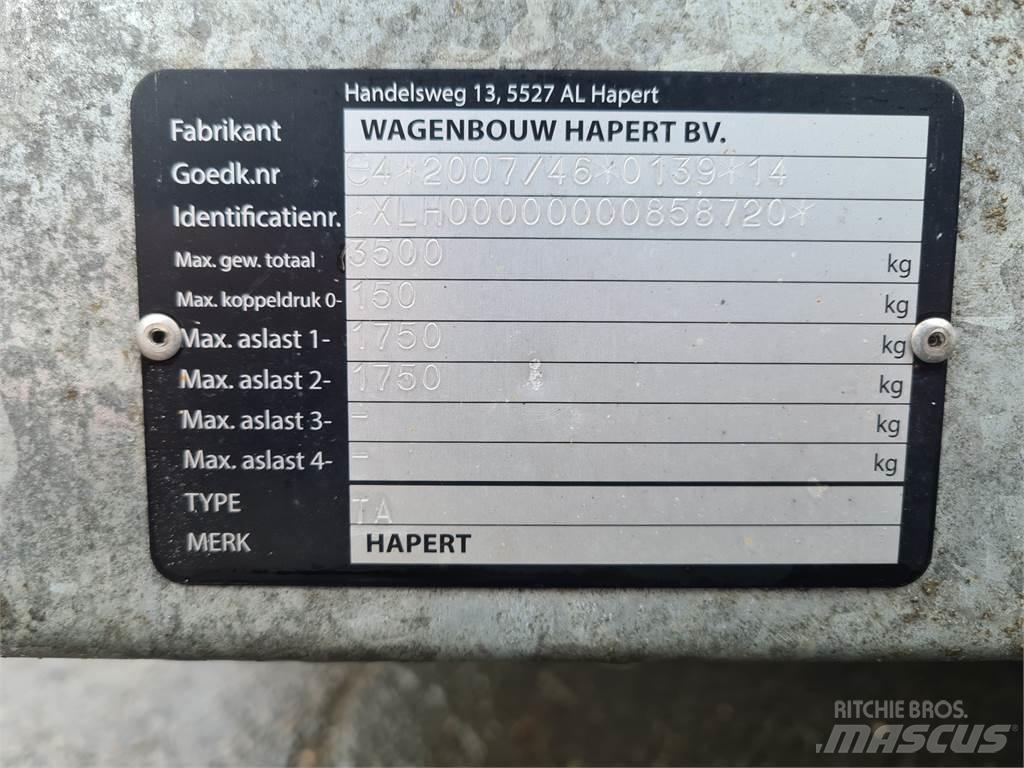 Handelsweg 13, 5527 AL Hapert
Fabrikant WAGENBOUW HAPERT BV.
Goedk.nr e4*2007/46*0139*14
Identificatienr. *XLH00000000858720*
Max. gew. totaal 3500 kg
Max. koppeldruk 0- 150 kg
Max. aslast 1- 1750 kg
Max. aslast 2- 1750 kg
Max. aslast 3- - kg
Max. aslast 4- - kg
TYPE TA
MERK HAPERT
RITCHIE BROS.
MASCUS